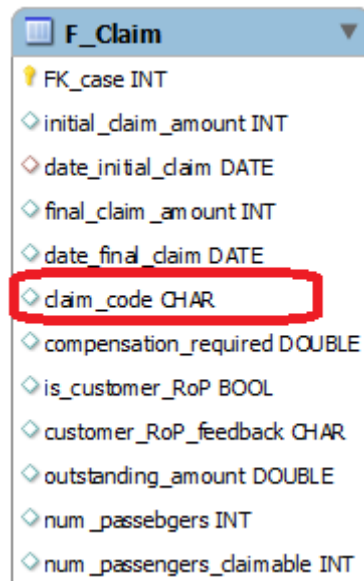 F_Claim
FK_case INT
initial_claim_amount INT
date_initial_claim DATE
final_claim_amount INT
date_final_claim DATE
claim_code CHAR
compensation_required DOUBLE
is_customer_RoP BOOL
customer_RoP_feedback CHAR
outstanding_amount DOUBLE
num_passebgers INT
num_passengers_claimable INT